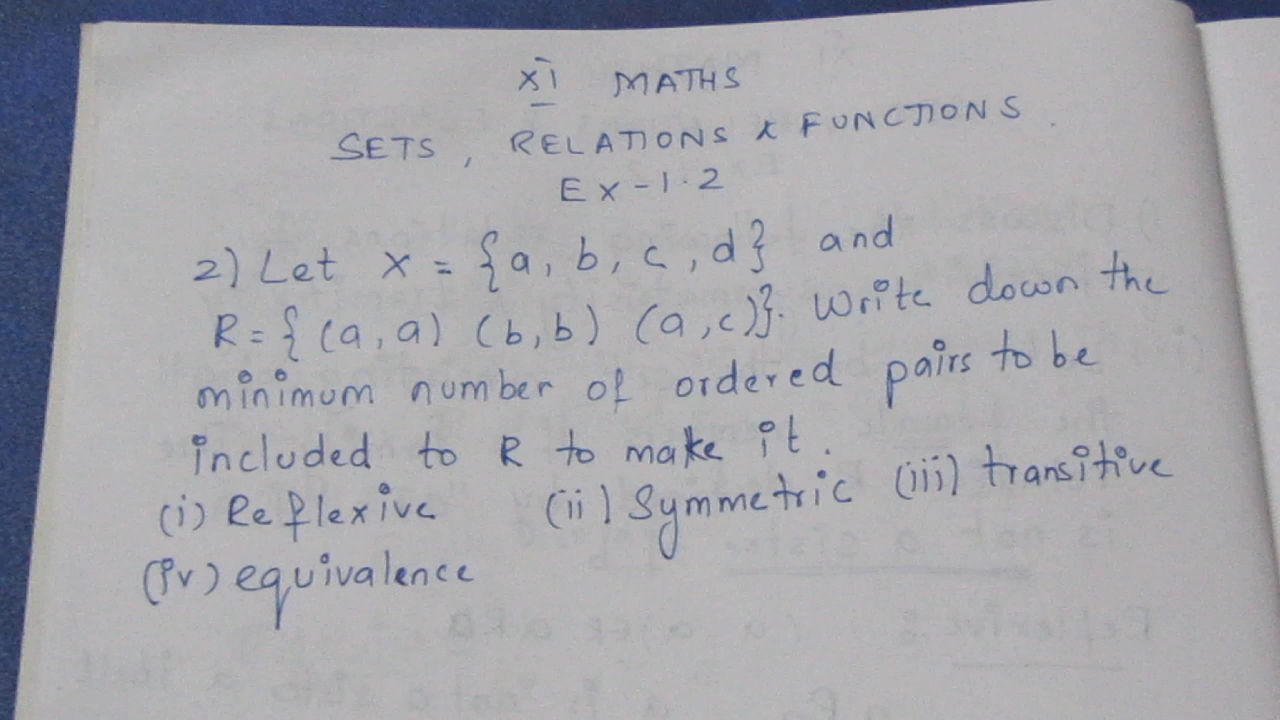 XI MATHS
SETS, RELATIONS & FUNCTIONS.
Ex-1.2
2) Let X = {a, b, c, d} and
R = { (a,a) (b,b) (a,c)}. Write down the
minimum number of ordered pairs to be
included to R to make it.
(i) Reflexive (ii) Symmetric (iii) transitive
(iv) equivalence